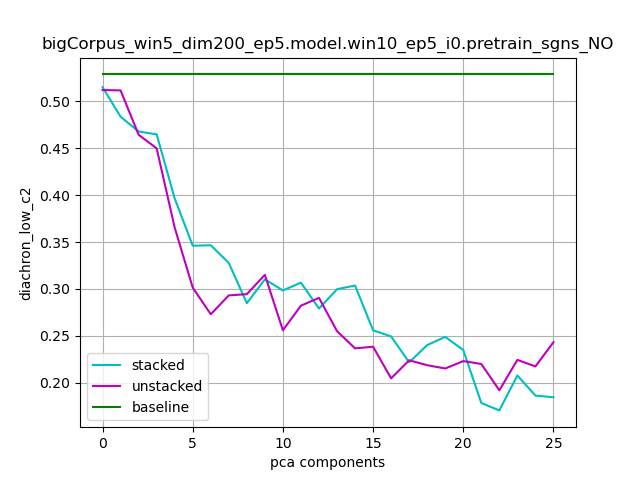 bigCorpus_win5_dim200_ep5.model.win10_ep5_i0.pretrain_sgns_NO
0.50
0.45
0.40
0.35
0.30
0.25
0.20
diachron_low_c2
stacked
unstacked
baseline
0 5 10 15 20 25
pca components